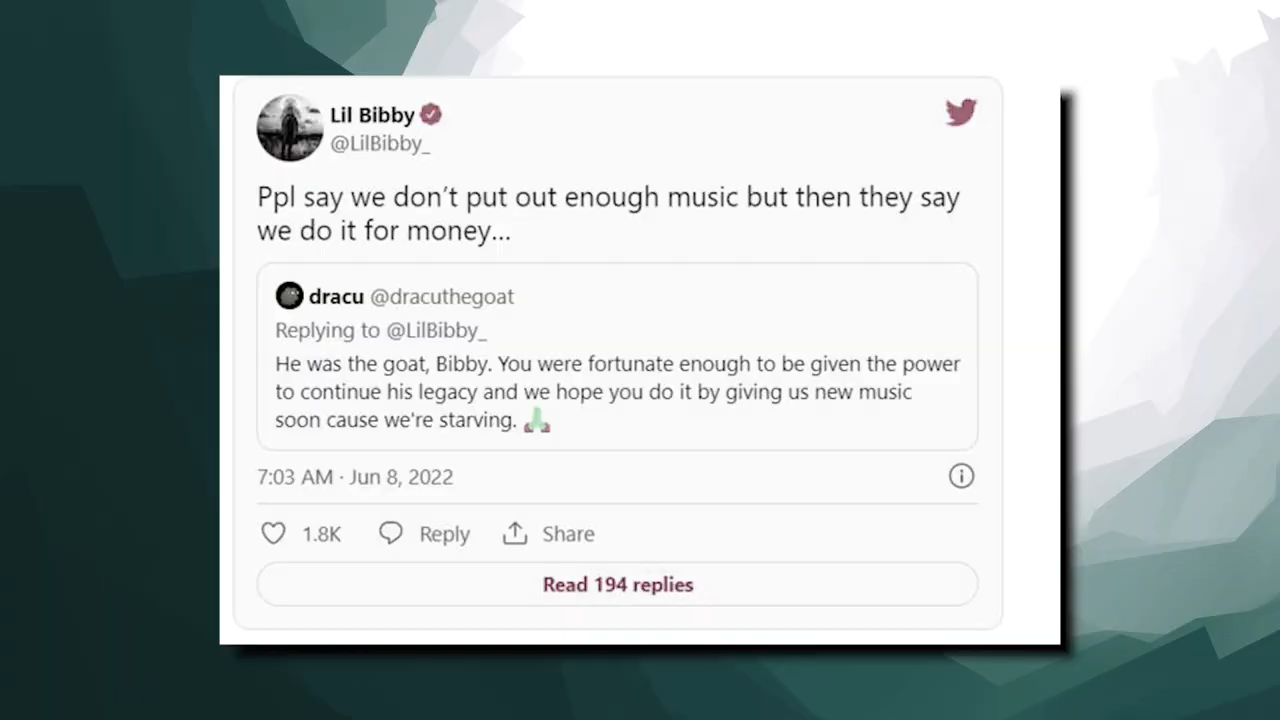 Lil Bibby
@LilBibby_
Ppl say we don’t put out enough music but then they say
we do it for money...
dracu @dracuthegoat
Replying to @LilBibby_
He was the goat, Bibby. You were fortunate enough to be given the power
to continue his legacy and we hope you do it by giving us new music
soon cause we're starving. 🙏
7:03 AM · Jun 8, 2022
1.8K Reply Share
Read 194 replies